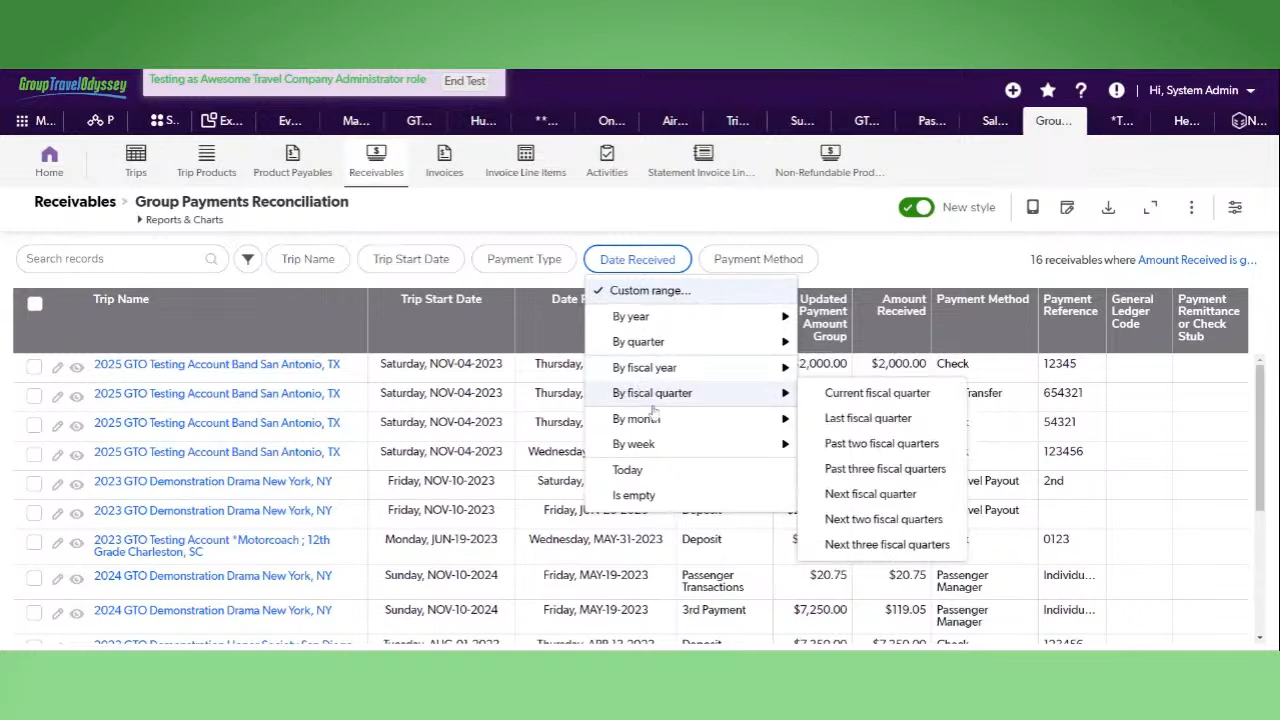 GroupTravelOdyssey
Testing as Awesome Travel Company Administrator role
End Test
Hi, System Admin
M...
P
S..
Ex...
Ev...
Ma...
GT...
Hu...
**...
On...
Air...
Tri...
Su...
GT...
Pas...
Sal...
Grou...
*T...
He...
N...
Home
Trips
Trip Products
Product Payables
Receivables
Invoices
Invoice Line Items
Activities
Statement Invoice Lin...
Non-Refundable Prod...
Receivables > Group Payments Reconciliation
Reports & Charts
New style
Search records
Trip Name
Trip Start Date
Payment Type
Date Received
Payment Method
16 receivables where Amount Received is g...
Custom range...
By year
By quarter
By fiscal year
By fiscal quarter
By month
By week
Today
Is empty
Current fiscal quarter
Last fiscal quarter
Past two fiscal quarters
Past three fiscal quarters
Next fiscal quarter
Next two fiscal quarters
Next three fiscal quarters
Trip Name Trip Start Date Date Updated Payment Amount Group Amount Received Payment Method Payment Reference General Ledger Code Payment Remittance or Check Stub
2025 GTO Testing Account Band San Antonio, TX Saturday, NOV-04-2023 Thursday, 2,000.00 $2,000.00 Check 12345
2025 GTO Testing Account Band San Antonio, TX Saturday, NOV-04-2023 Thursday, 654321
2025 GTO Testing Account Band San Antonio, TX Saturday, NOV-04-2023 Thursday, 54321
2025 GTO Testing Account Band San Antonio, TX Saturday, NOV-04-2023 Wednesday, 123456
2023 GTO Demonstration Drama New York, NY Friday, NOV-10-2023 Payout 2nd
2023 GTO Demonstration Drama New York, NY Friday, NOV-10-2023 Friday, Deposit Payout
2023 GTO Testing Account *Motorcoach ; 12th Grade Charleston, SC Monday, JUN-19-2023 Wednesday, MAY-31-2023 Deposit 0123
2024 GTO Demonstration Drama New York, NY Sunday, NOV-10-2024 Friday, MAY-19-2023 Passenger Transactions $20.75 $20.75 Passenger Manager Individu...
2024 GTO Demonstration Drama New York, NY Sunday, NOV-10-2024 Friday, MAY-19-2023 3rd Payment $7,250.00 $119.05 Passenger Manager Individu...